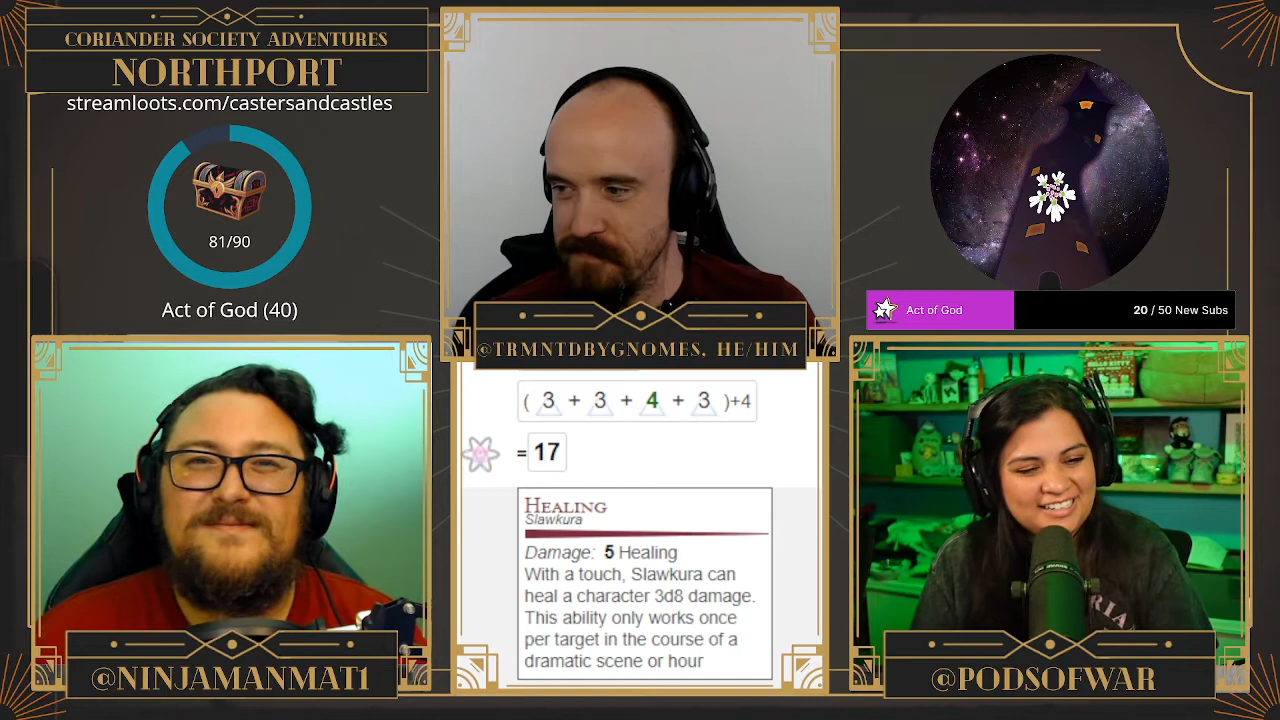 CORIANDER SOCIETY ADVENTURES
NORTHPORT
streamloots.com/castersandcastles
81/90
Act of God (40)
@TRMNTDBYGNOMES, HE/HIM
Act of God
20 / 50 New Subs
( 3 + 3 + 4 + 3 )+4
= 17
HEALING
Slawkura
Damage: 5 Healing
With a touch, Slawkura can
heal a character 3d8 damage.
This ability only works once
per target in the course of a
dramatic scene or hour
@NINJAMANMAT1
@PODSOFWAR